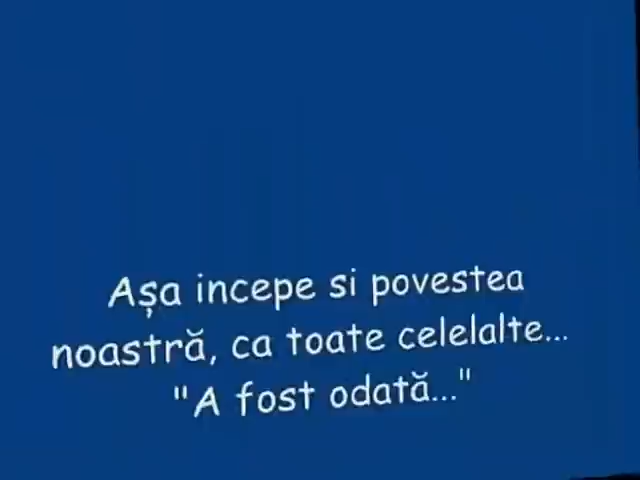 Așa incepe si povestea
noastră, ca toate celelalte...
"A fost odată..."